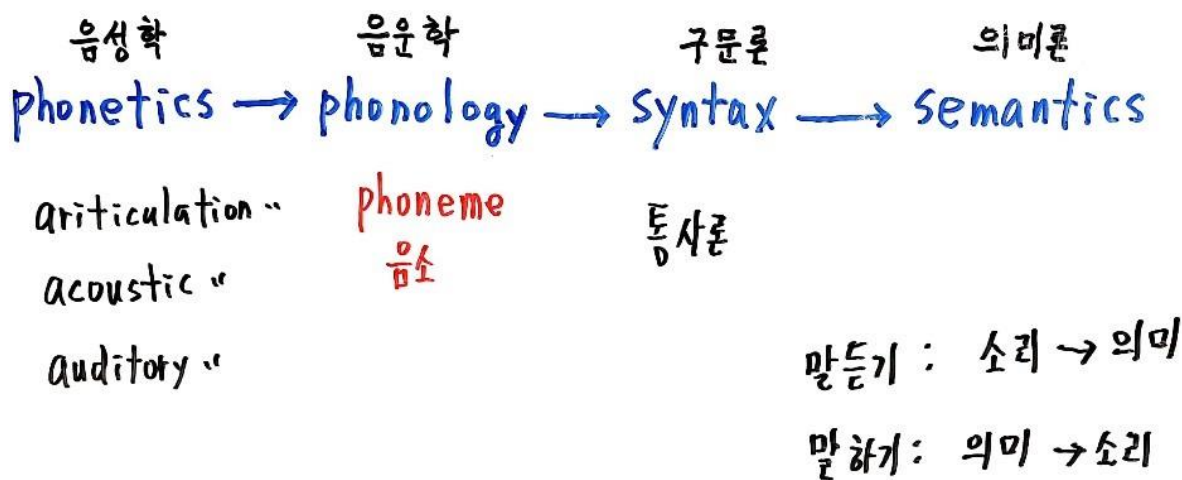 음성학 음운학 구문론 의미론
phonetics → phonology → syntax → semantics
ariticulation 〃 phoneme 통사론
음소
acoustic 〃
auditory 〃
말듣기 : 소리 → 의미
말하기 : 의미 → 소리